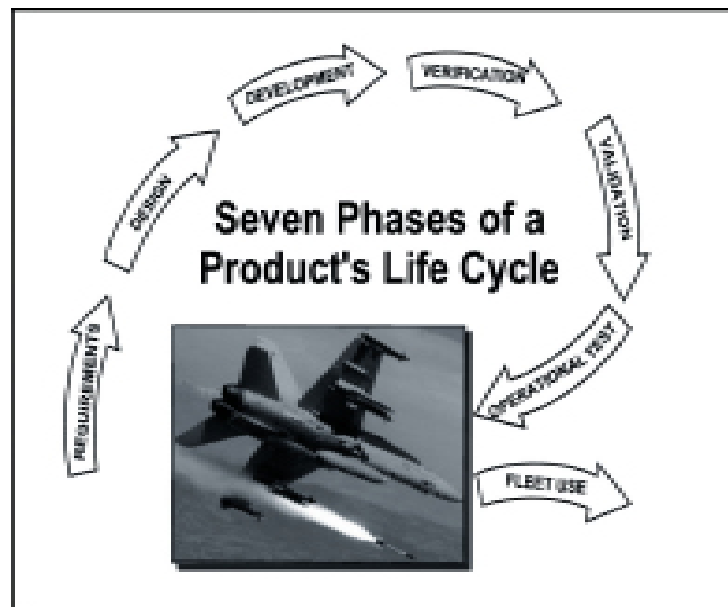 REQUIREMENTS
DESIGN
DEVELOPMENT
VERIFICATION
VALIDATION
OPERATIONAL TEST
FLEET USE
Seven Phases of a
Product's Life Cycle